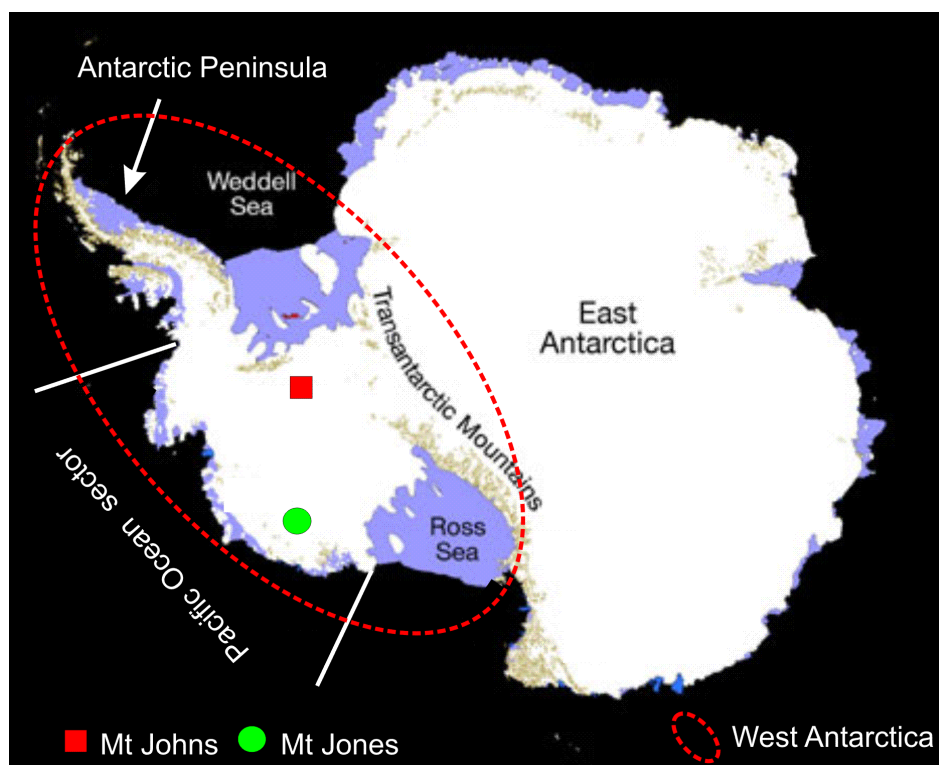 Antarctic Peninsula
Weddell
Sea
East
Antarctica
Transantarctic Mountains
Ross
Sea
Pacific Ocean sector
Mt Johns
Mt Jones
West Antarctica